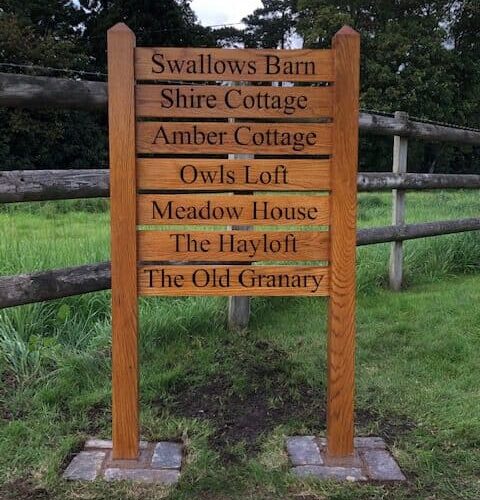 Swallows Barn
Shire Cottage
Amber Cottage
Owls Loft
Meadow House
The Hayloft
The Old Granary